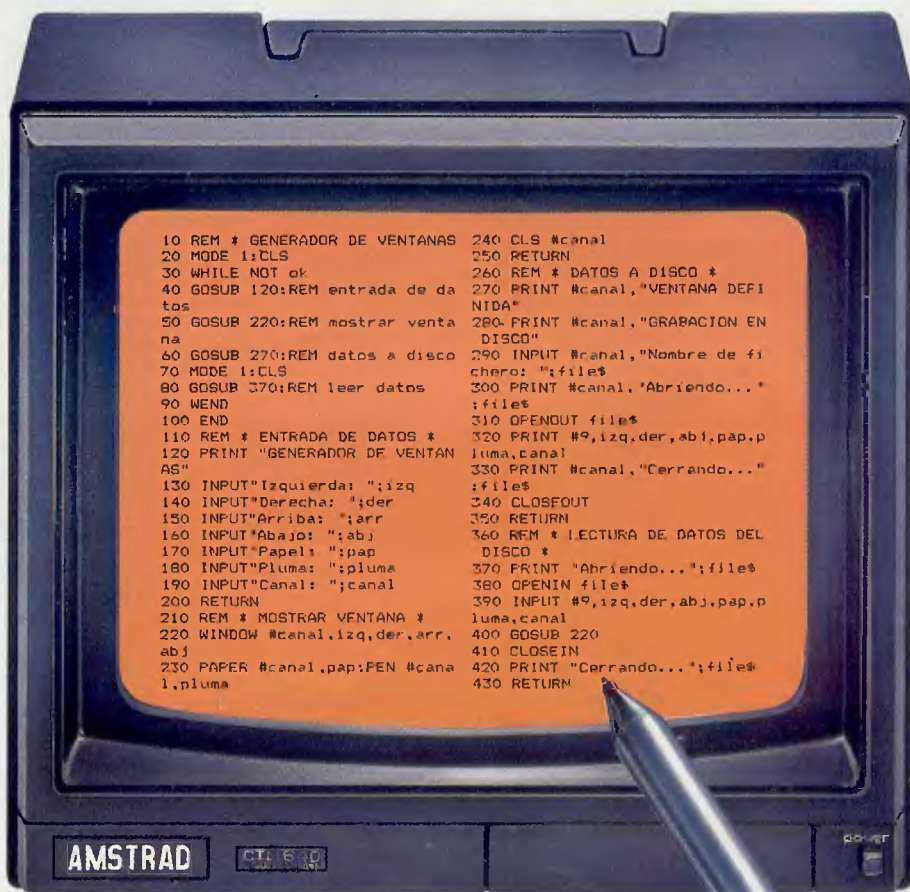 10 REM * GENERADOR DE VENTANAS
20 MODE 1:CLS
30 WHILE NOT ok
40 GOSUB 120:REM entrada de da
tos
50 GOSUB 220:REM mostrar venta
na
60 GOSUB 270:REM datos a disco
70 MODE 1:CLS
80 GOSUB 370:REM leer datos
90 WEND
100 END
110 REM * ENTRADA DE DATOS *
120 PRINT "GENERADOR DE VENTAN
AS"
130 INPUT"Izquierda: ";izq
140 INPUT"Derecha: ";der
150 INPUT"Arriba: ";arr
160 INPUT"Abajo: ";abj
170 INPUT"Papel: ";pap
180 INPUT"Pluma: ";pluma
190 INPUT"Canal: ";canal
200 RETURN
210 REM * MOSTRAR VENTANA *
220 WINDOW #canal,izq,der,arr,
abj
230 PAPER #canal,pap:PEN #cana
l,pluma
240 CLS #canal
250 RETURN
260 REM * DATOS A DISCO *
270 PRINT #canal,"VENTANA DEFI
NIDA"
280 PRINT #canal,"GRABACION EN
DISCO"
290 INPUT #canal,"Nombre de fi
chero: ";file$
300 PRINT #canal,"Abriendo..."
;file$
310 OPENOUT file$
320 PRINT #9,izq,der,abj,pap,p
luma,canal
330 PRINT #canal,"Cerrando..."
;file$
340 CLOSEOUT
350 RETURN
360 REM * LECTURA DE DATOS DEL
DISCO *
370 PRINT "Abriendo...";file$
380 OPENIN file$
390 INPUT #9,izq,der,abj,pap,p
luma,canal
400 GOSUB 220
410 CLOSEIN
420 PRINT "Cerrando...";file$
430 RETURN
AMSTRAD
power